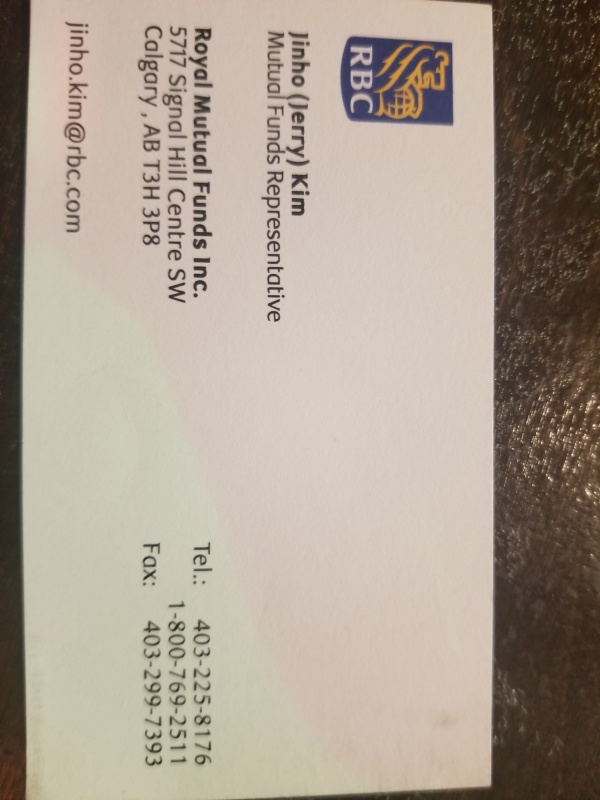 RBC
Jinho (Jerry) Kim
Mutual Funds Representative
Royal Mutual Funds Inc.
5717 Signal Hill Centre SW
Calgary , AB T3H 3P8
Tel.: 403-225-8176
1-800-769-2511
Fax: 403-299-7393
jinho.kim@rbc.com